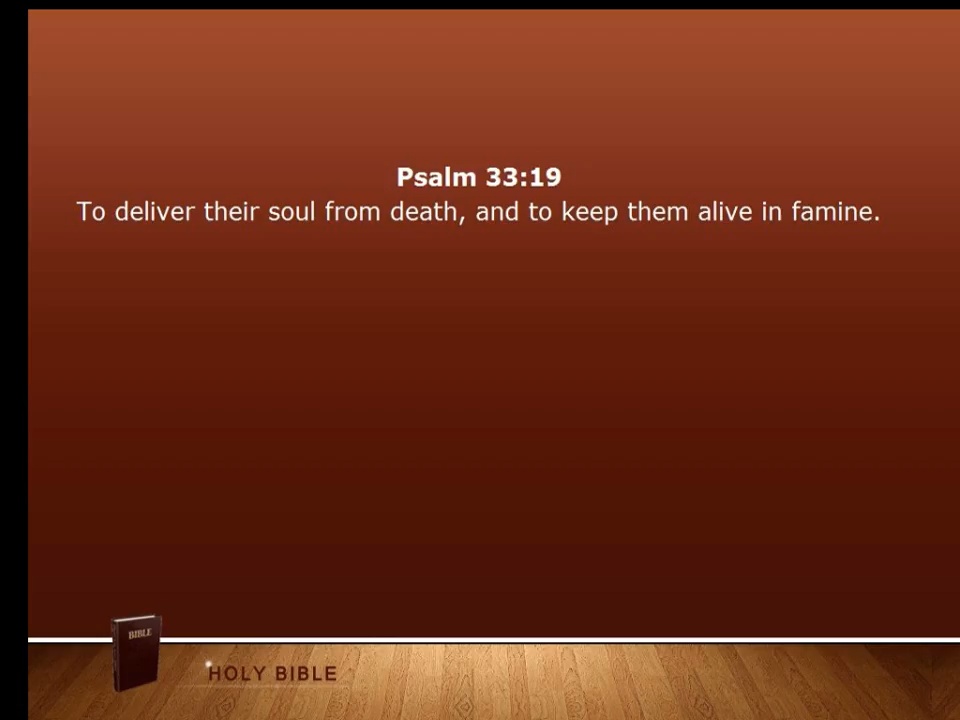 Psalm 33:19
To deliver their soul from death, and to keep them alive in famine.
BIBLE
HOLY BIBLE